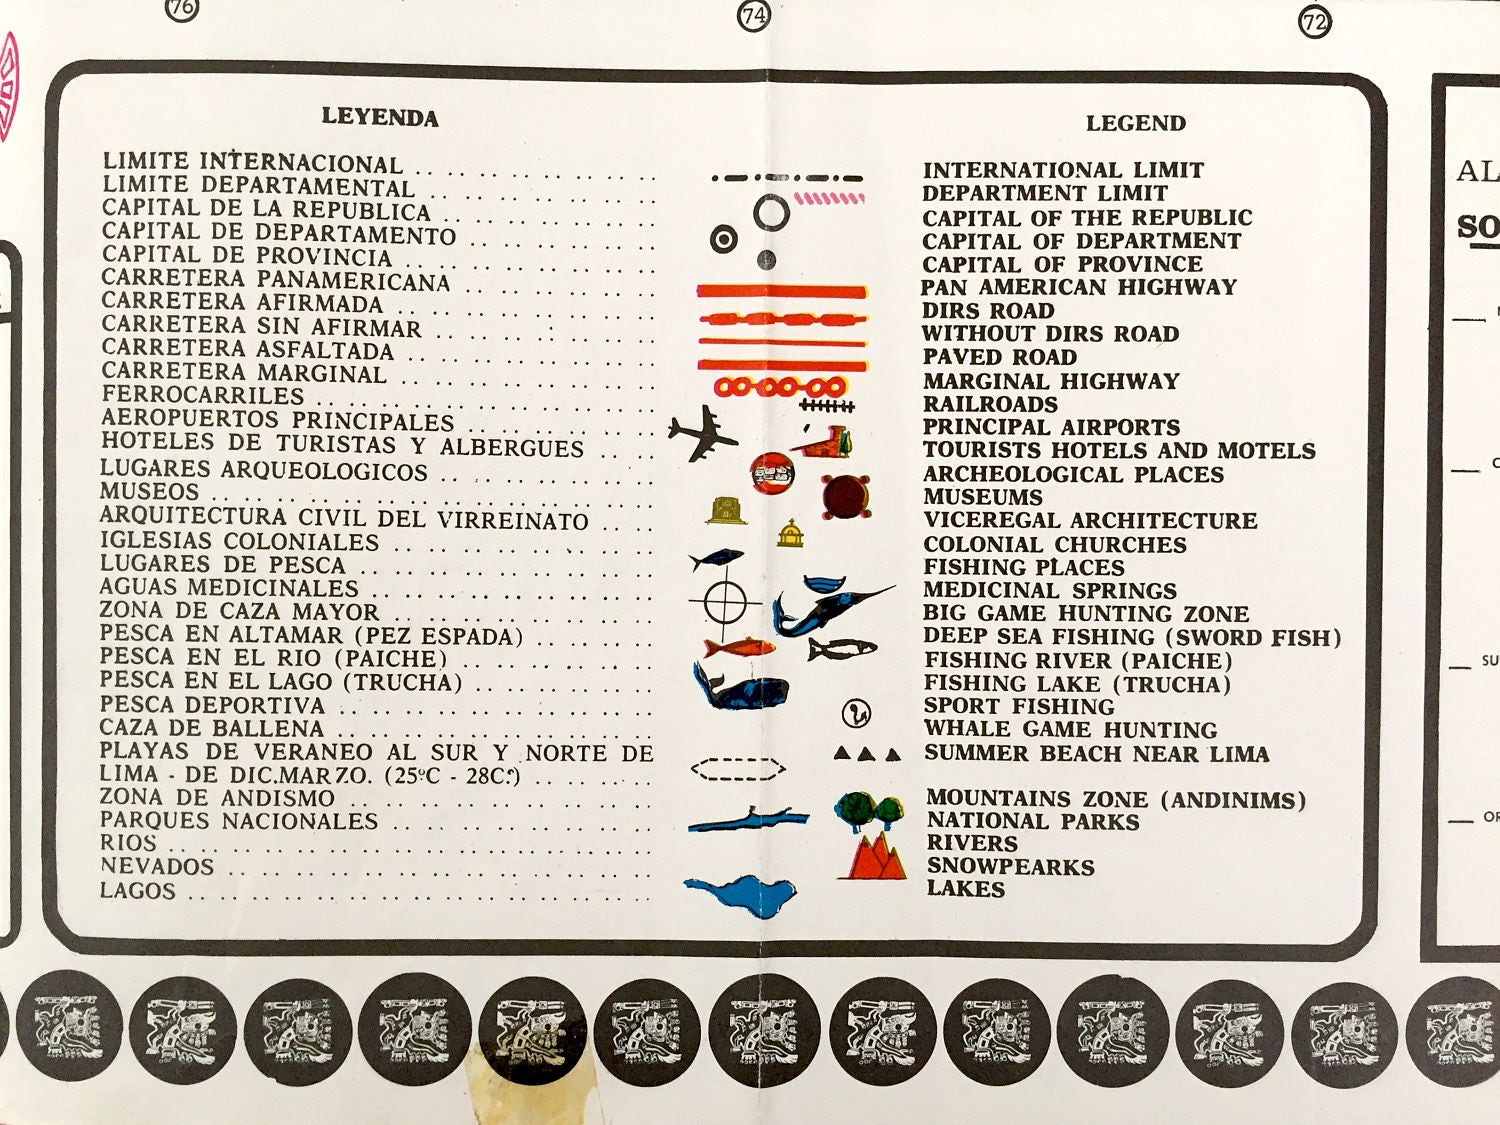 76
74
72
LEYENDA
LIMITE INTERNACIONAL
LIMITE DEPARTAMENTAL
CAPITAL DE LA REPUBLICA
CAPITAL DE DEPARTAMENTO
CAPITAL DE PROVINCIA
CARRETERA PANAMERICANA
CARRETERA AFIRMADA
CARRETERA SIN AFIRMAR
CARRETERA ASFALTADA
CARRETERA MARGINAL
FERROCARRILES
AEROPUERTOS PRINCIPALES
HOTELES DE TURISTAS Y ALBERGUES
LUGARES ARQUEOLOGICOS
MUSEOS
ARQUITECTURA CIVIL DEL VIRREINATO
IGLESIAS COLONIALES
LUGARES DE PESCA
AGUAS MEDICINALES
ZONA DE CAZA MAYOR
PESCA EN ALTAMAR (PEZ ESPADA)
PESCA EN EL RIO (PAICHE)
PESCA EN EL LAGO (TRUCHA)
PESCA DEPORTIVA
CAZA DE BALLENA
PLAYAS DE VERANEO AL SUR Y NORTE DE
LIMA - DE DIC.MARZO. (25°C - 28C.°)
ZONA DE ANDISMO
PARQUES NACIONALES
RIOS
NEVADOS
LAGOS
LEGEND
INTERNATIONAL LIMIT
DEPARTMENT LIMIT
CAPITAL OF THE REPUBLIC
CAPITAL OF DEPARTMENT
CAPITAL OF PROVINCE
PAN AMERICAN HIGHWAY
DIRS ROAD
WITHOUT DIRS ROAD
PAVED ROAD
MARGINAL HIGHWAY
RAILROADS
PRINCIPAL AIRPORTS
TOURISTS HOTELS AND MOTELS
ARCHEOLOGICAL PLACES
MUSEUMS
VICEREGAL ARCHITECTURE
COLONIAL CHURCHES
FISHING PLACES
MEDICINAL SPRINGS
BIG GAME HUNTING ZONE
DEEP SEA FISHING (SWORD FISH)
FISHING RIVER (PAICHE)
FISHING LAKE (TRUCHA)
SPORT FISHING
WHALE GAME HUNTING
SUMMER BEACH NEAR LIMA
MOUNTAINS ZONE (ANDINIMS)
NATIONAL PARKS
RIVERS
SNOWPEARKS
LAKES
AL
SO
SU
OR